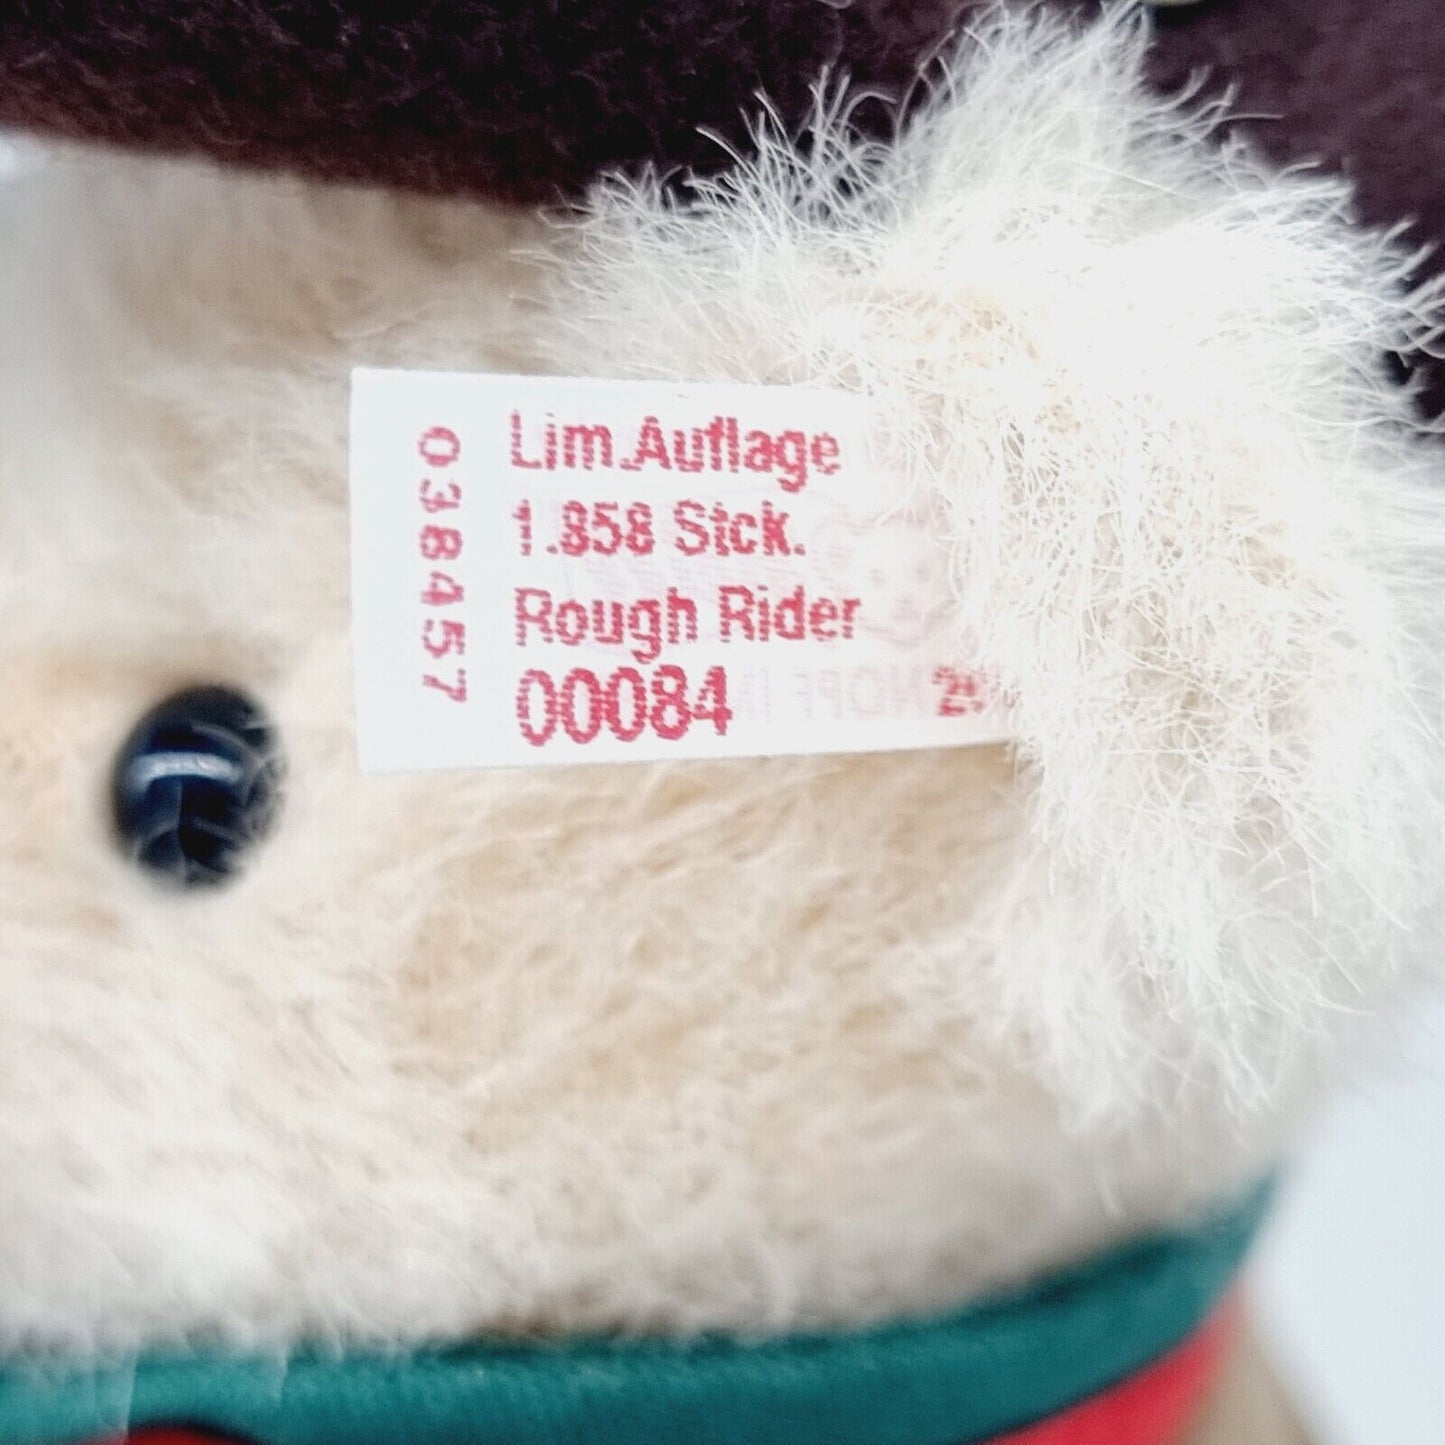 038457
Lim.Auflage
1.858 Stck.
Rough Rider
00084